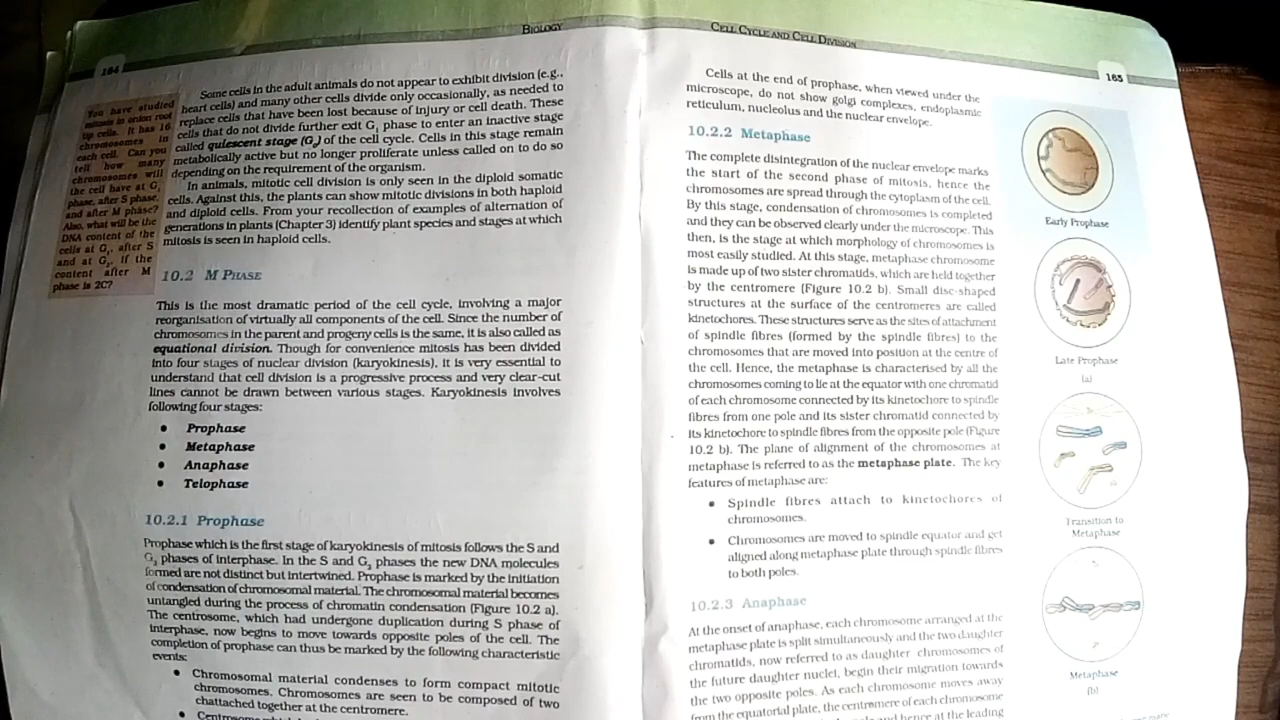 BIOLOGY
164
You have studied
mitosis in onion root
tip cells. It has 16
chromosomes in
each cell. Can you
tell how many
chromosomes will
the cell have at G1
phase, after S phase,
and after M phase?
Also, what will be the
DNA content of the
cells at G1, after S
and at G2, if the
content after M
phase is 2C?
Some cells in the adult animals do not appear to exhibit division (e.g.,
heart cells) and many other cells divide only occasionally, as needed to
replace cells that have been lost because of injury or cell death. These
cells that do not divide further exit G1 phase to enter an inactive stage
called quiescent stage (G0) of the cell cycle. Cells in this stage remain
metabolically active but no longer proliferate unless called on to do so
depending on the requirement of the organism.
In animals, mitotic cell division is only seen in the diploid somatic
cells. Against this, the plants can show mitotic divisions in both haploid
and diploid cells. From your recollection of examples of alternation of
generations in plants (Chapter 3) identify plant species and stages at which
mitosis is seen in haploid cells.
10.2 M PHASE
This is the most dramatic period of the cell cycle, involving a major
reorganisation of virtually all components of the cell. Since the number of
chromosomes in the parent and progeny cells is the same, it is also called as
equational division. Though for convenience mitosis has been divided
into four stages of nuclear division (karyokinesis), it is very essential to
understand that cell division is a progressive process and very clear-cut
lines cannot be drawn between various stages. Karyokinesis involves
following four stages:
• Prophase
• Metaphase
• Anaphase
• Telophase
10.2.1 Prophase
Prophase which is the first stage of karyokinesis of mitosis follows the S and
G2 phases of interphase. In the S and G2 phases the new DNA molecules
formed are not distinct but intertwined. Prophase is marked by the initiation
of condensation of chromosomal material. The chromosomal material becomes
untangled during the process of chromatin condensation (Figure 10.2 a).
The centrosome, which had undergone duplication during S phase of
interphase, now begins to move towards opposite poles of the cell. The
completion of prophase can thus be marked by the following characteristic
events:
• Chromosomal material condenses to form compact mitotic
chromosomes. Chromosomes are seen to be composed of two
chattached together at the centromere.
CELL CYCLE AND CELL DIVISION
165
Cells at the end of prophase, when viewed under the
microscope, do not show golgi complexes, endoplasmic
reticulum, nucleolus and the nuclear envelope.
10.2.2 Metaphase
The complete disintegration of the nuclear envelope marks
the start of the second phase of mitosis, hence the
chromosomes are spread through the cytoplasm of the cell.
By this stage, condensation of chromosomes is completed
and they can be observed clearly under the microscope. This
then, is the stage at which morphology of chromosomes is
most easily studied. At this stage, metaphase chromosome
is made up of two sister chromatids, which are held together
by the centromere (Figure 10.2 b). Small disc-shaped
structures at the surface of the centromeres are called
kinetochores. These structures serve as the sites of attachment
of spindle fibres (formed by the spindle fibres) to the
chromosomes that are moved into position at the centre of
the cell. Hence, the metaphase is characterised by all the
chromosomes coming to lie at the equator with one chromatid
of each chromosome connected by its kinetochore to spindle
fibres from one pole and its sister chromatid connected by
its kinetochore to spindle fibres from the opposite pole (Figure
10.2 b). The plane of alignment of the chromosomes at
metaphase is referred to as the metaphase plate. The key
features of metaphase are:
• Spindle fibres attach to kinetochores of
chromosomes.
• Chromosomes are moved to spindle equator and get
aligned along metaphase plate through spindle fibres
to both poles.
10.2.3 Anaphase
At the onset of anaphase, each chromosome arranged at the
metaphase plate is split simultaneously and the two daughter
chromatids, now referred to as daughter chromosomes of
the future daughter nuclei, begin their migration towards
the two opposite poles. As each chromosome moves away
from the equatorial plate, the centromere of each chromosome
and hence at the leading
Early Prophase
Late Prophase
(a)
Transition to
Metaphase
Metaphase
(b)